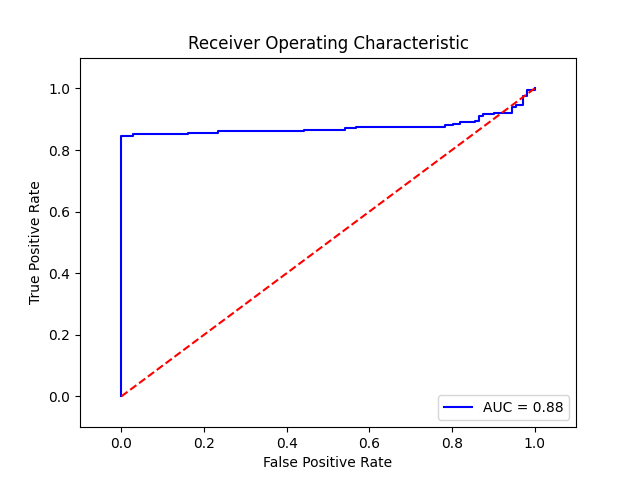 Receiver Operating Characteristic
True Positive Rate
1.0
0.8
0.6
0.4
0.2
0.0
AUC = 0.88
0.0 0.2 0.4 0.6 0.8 1.0
False Positive Rate